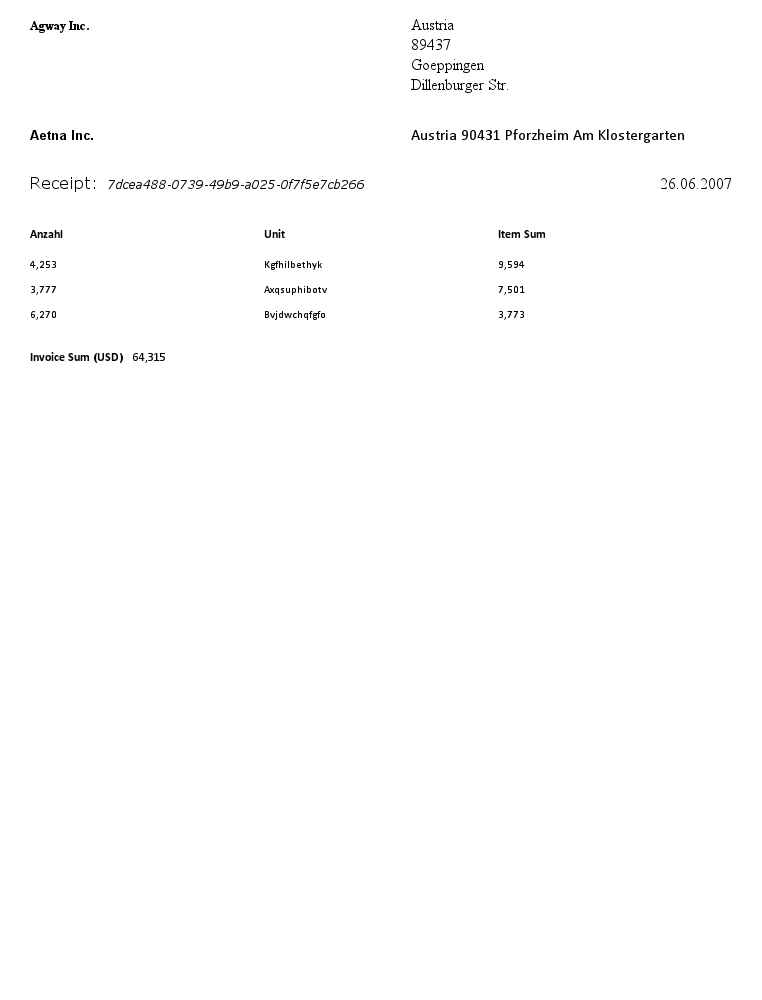 Agway Inc.
Austria
89437
Goeppingen
Dillenburger Str.
Aetna Inc.
Austria 90431 Pforzheim Am Klostergarten
Receipt: 7dcea488-0739-49b9-a025-0f7f5e7cb266 26.06.2007
Anzahl Unit Item Sum
4,253 Kgfhilbethyk 9,594
3,777 Axqsuphibotv 7,501
6,270 Bvjdwchqfgfo 3,773
Invoice Sum (USD) 64,315